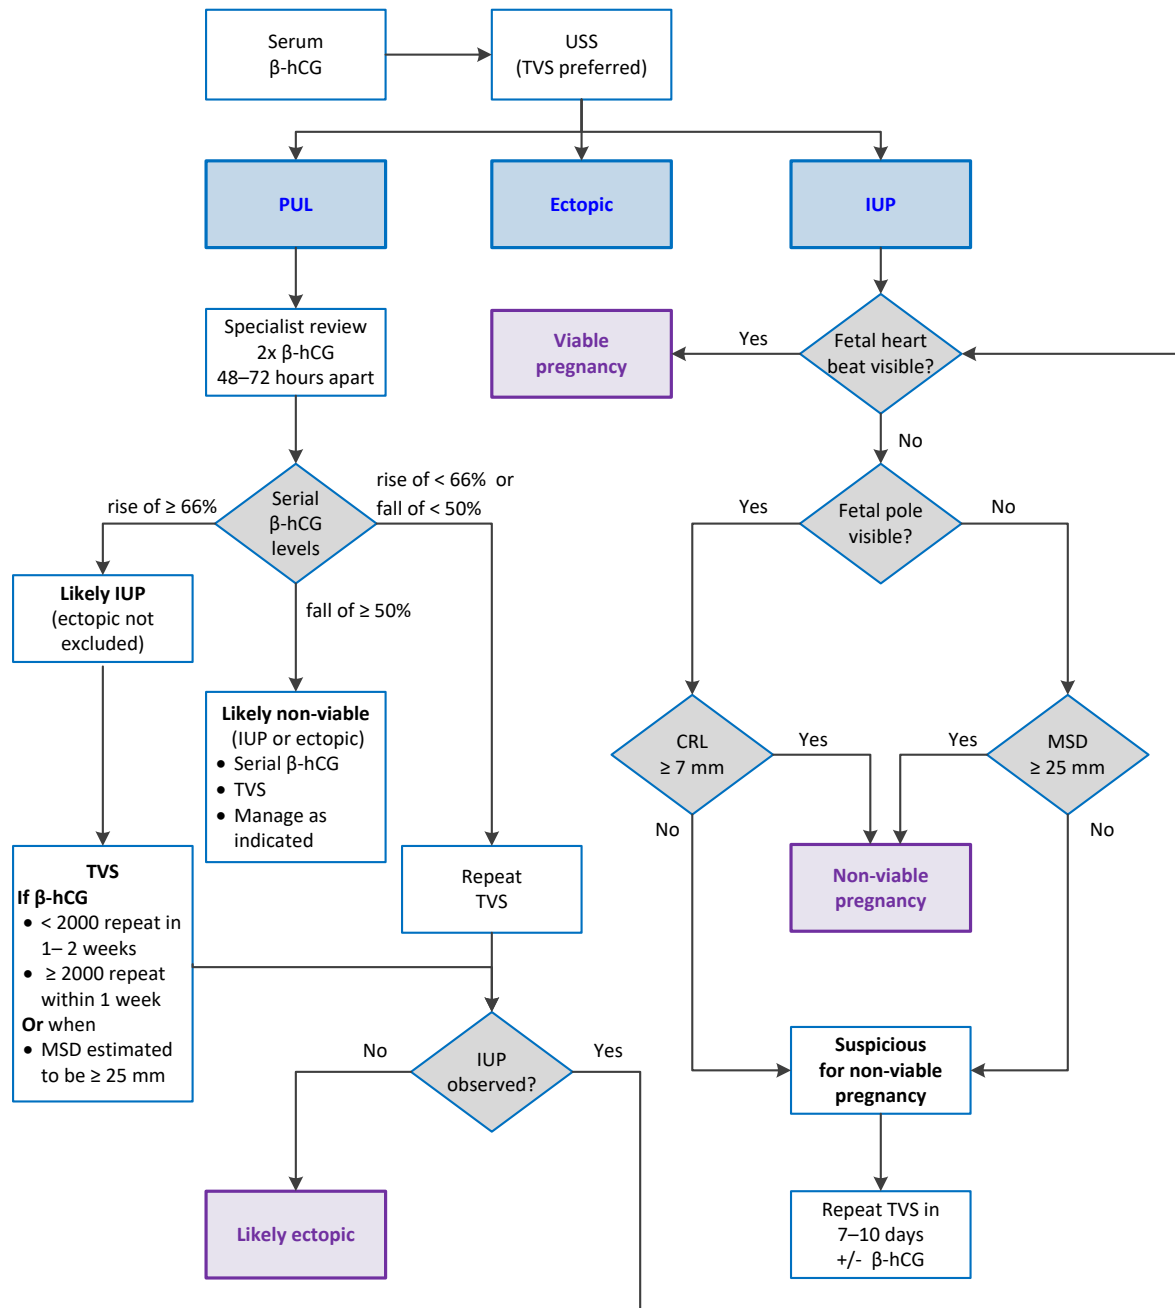 Serum
β-hCG
USS
(TVS preferred)
PUL
Ectopic
IUP
Specialist review
2x β-hCG
48–72 hours apart
Viable
pregnancy
Yes
Fetal heart
beat visible?
No
rise of ≥ 66%
Serial
β-hCG
levels
rise of < 66% or
fall of < 50%
fall of ≥ 50%
Yes
Fetal pole
visible?
No
Likely IUP
(ectopic not
excluded)
Likely non-viable
(IUP or ectopic)
• Serial β-hCG
• TVS
• Manage as
indicated
CRL
≥ 7 mm
Yes
No
Yes
MSD
≥ 25 mm
No
TVS
If β-hCG
• < 2000 repeat in
1– 2 weeks
• ≥ 2000 repeat
within 1 week
Or when
• MSD estimated
to be ≥ 25 mm
Repeat
TVS
Non-viable
pregnancy
No
IUP
observed?
Yes
Suspicious
for non-viable
pregnancy
Likely ectopic
Repeat TVS in
7–10 days
+/- β-hCG